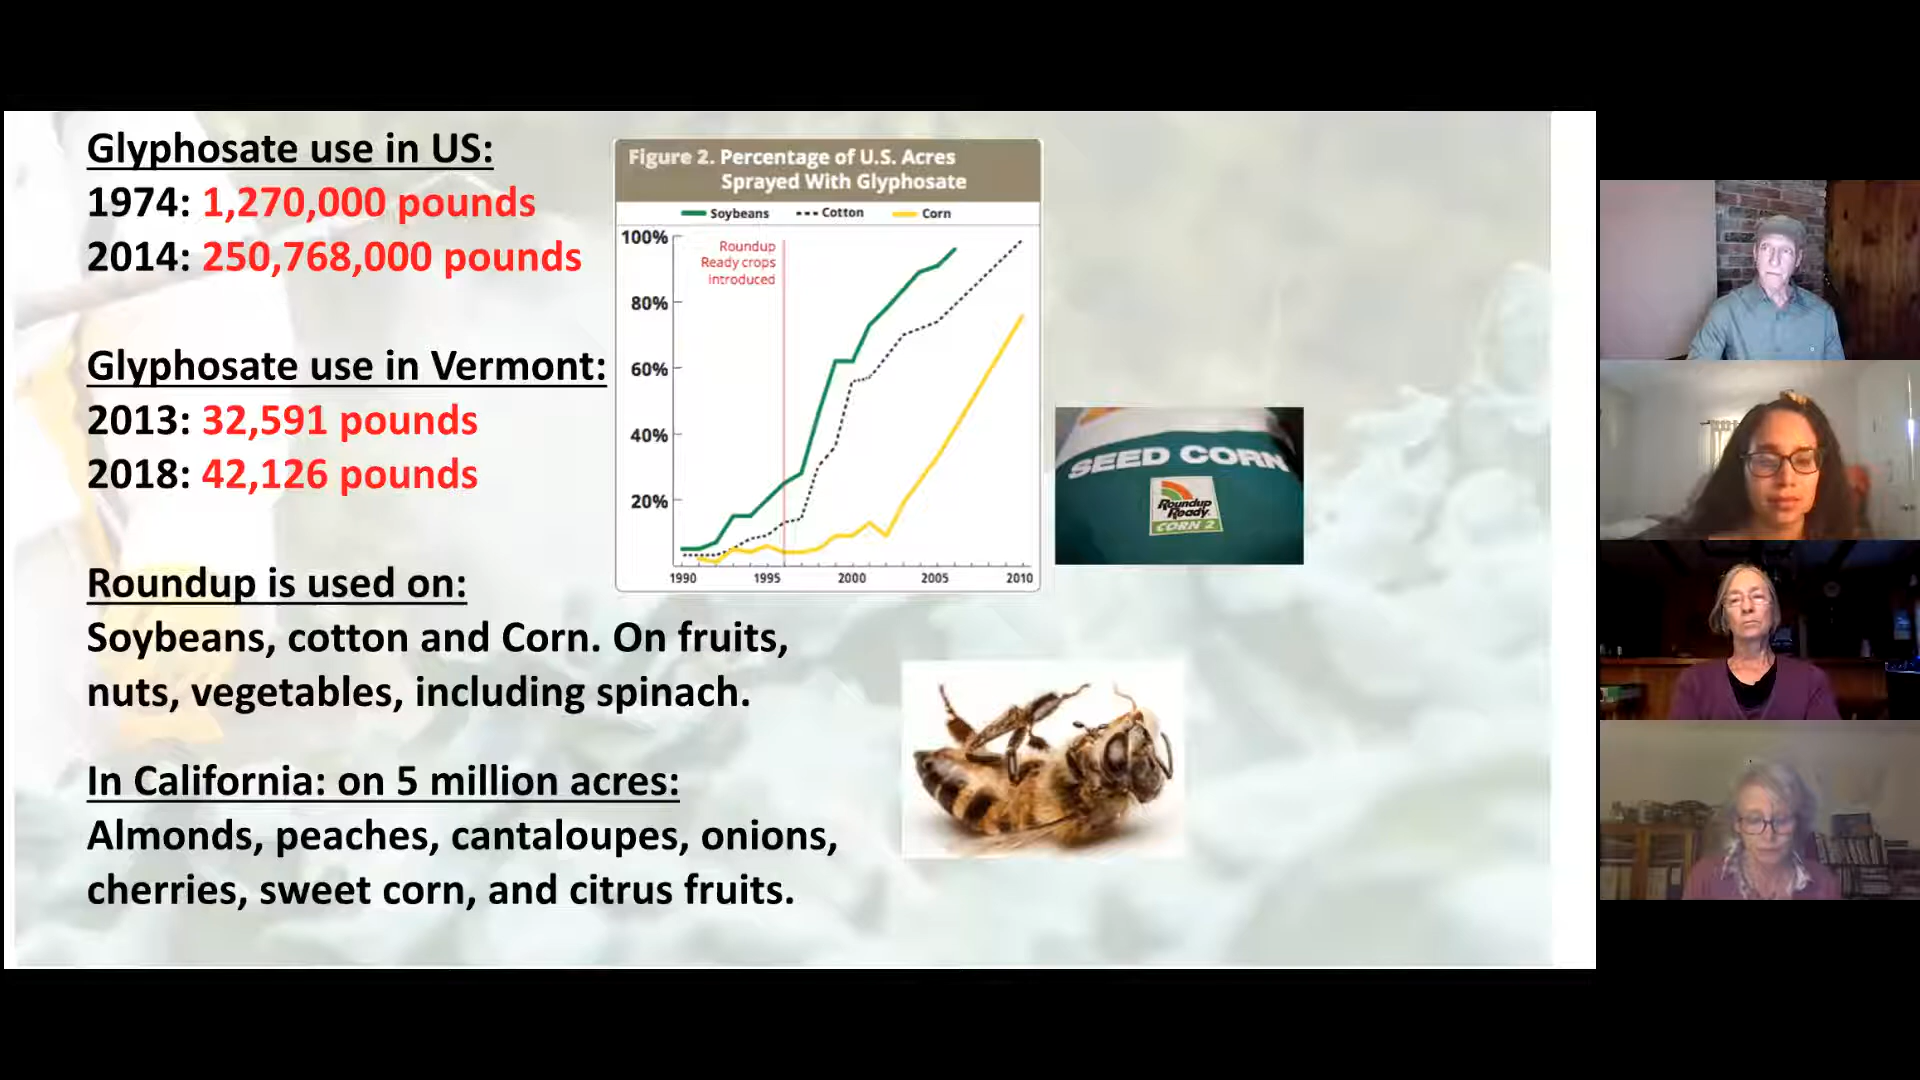 Glyphosate use in US:
1974: 1,270,000 pounds
2014: 250,768,000 pounds
Glyphosate use in Vermont:
2013: 32,591 pounds
2018: 42,126 pounds
Roundup is used on:
Soybeans, cotton and Corn. On fruits,
nuts, vegetables, including spinach.
In California: on 5 million acres:
Almonds, peaches, cantaloupes, onions,
cherries, sweet corn, and citrus fruits.
Figure 2. Percentage of U.S. Acres
Sprayed With Glyphosate
Soybeans Cotton Corn
Roundup
Ready crops
introduced
100%
80%
60%
40%
20%
1990 1995 2000 2005 2010
SEED CORN
Roundup
Ready
CORN 2